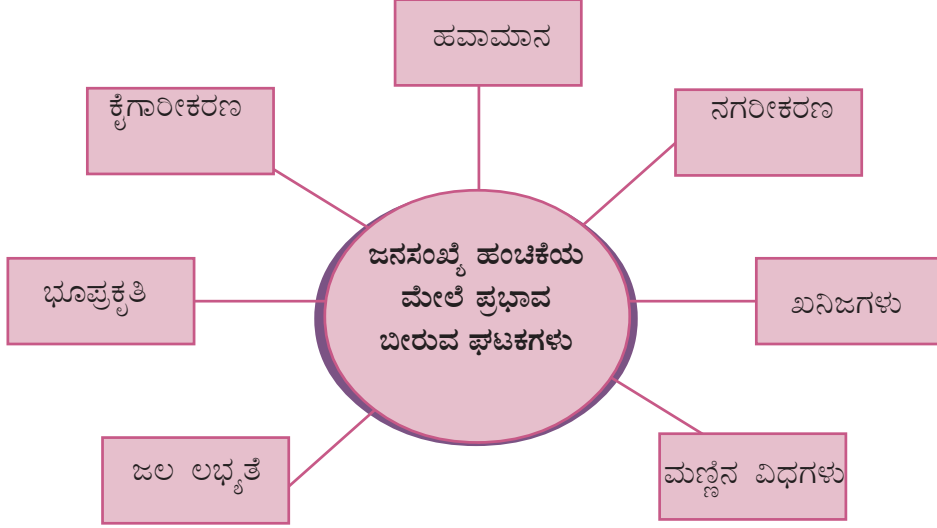 ಹವಾಮಾನ
ಕೈಗಾರೀಕರಣ
ನಗರೀಕರಣ
ಜನಸಂಖ್ಯೆ ಹಂಚಿಕೆಯ
ಮೇಲೆ ಪ್ರಭಾವ
ಬೀರುವ ಘಟಕಗಳು
ಭೂಪ್ರಕೃತಿ
ಖನಿಜಗಳು
ಜಲ ಲಭ್ಯತೆ
ಮಣ್ಣಿನ ವಿಧಗಳು